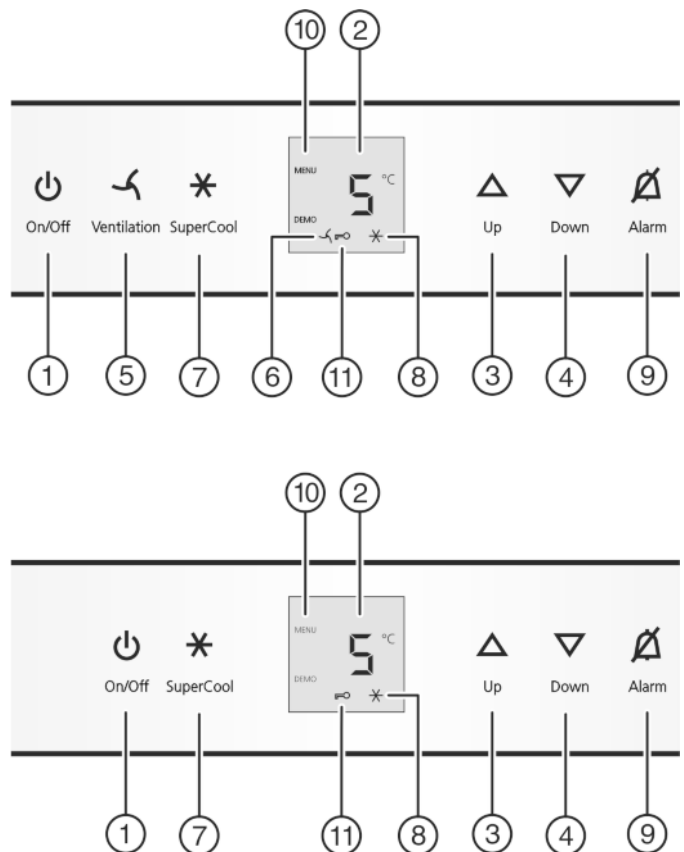 10 2
MENU
5 °C
DEMO
On/Off Ventilation SuperCool Up Down Alarm
1 5 7 6 11 8 3 4 9
10 2
MENU
5 °C
DEMO
On/Off SuperCool Up Down Alarm
1 7 11 8 3 4 9